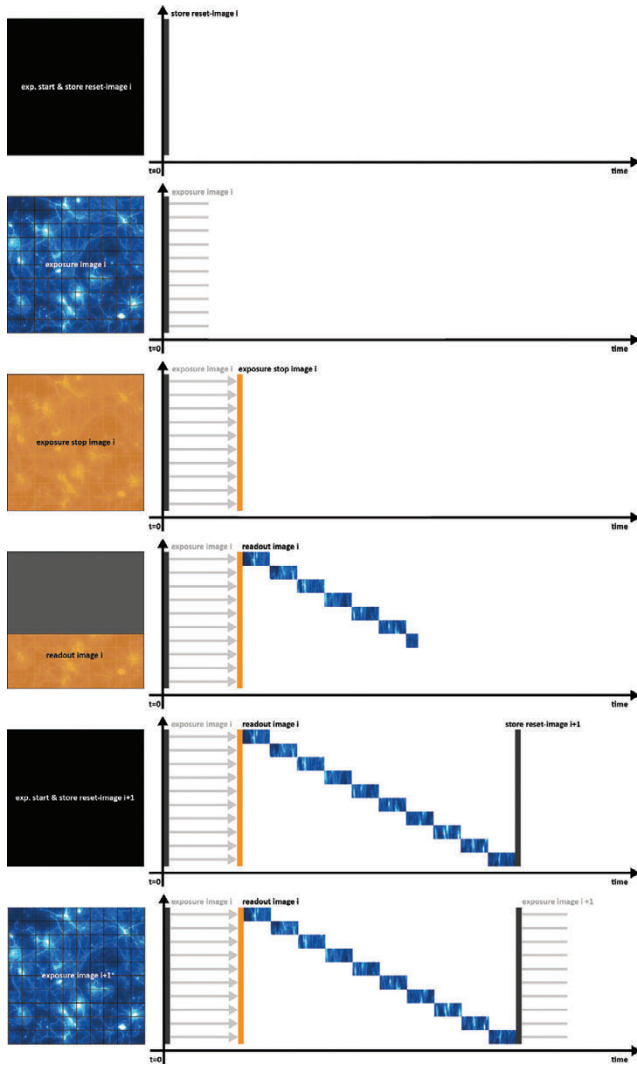 store reset-image i
exp. start & store reset-image i
t=0
time
exposure image i
exposure image i
t=0
time
exposure image i
exposure stop image i
exposure stop image i
t=0
time
exposure image i
readout image i
readout image i
t=0
time
exposure image i
readout image i
store reset-image i+1
exp. start & store reset-image i+1
t=0
time
exposure image i
readout image i
exposure image i +1
exposure image i+1
t=0
time